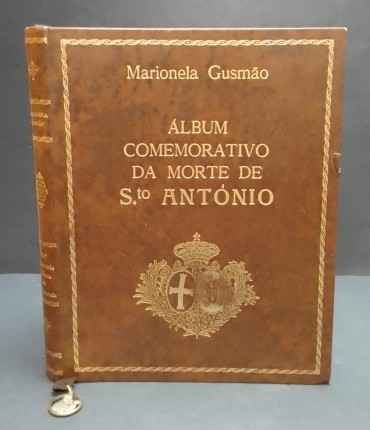 Marionela Gusmão
ÁLBUM
COMEMORATIVO
DA MORTE DE
S.to ANTÓNIO